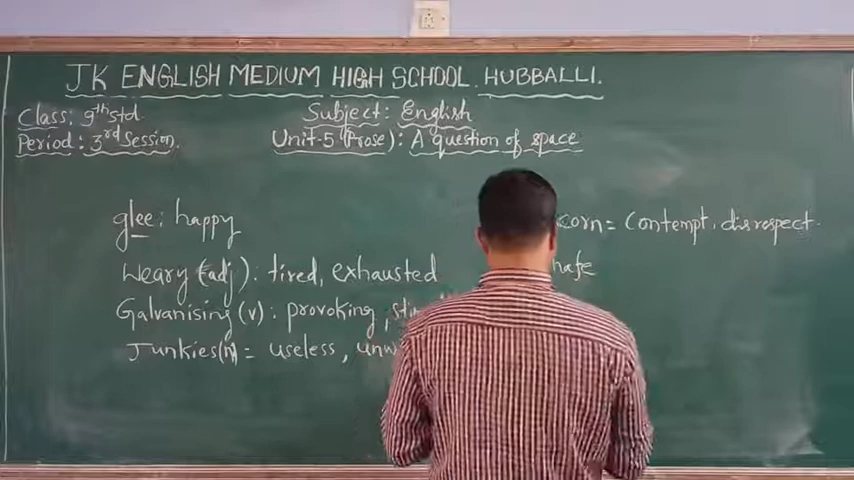 JK ENGLISH MEDIUM HIGH SCHOOL. HUBBALLI.
Class: 9th std.
Subject: English
Period: 3rd Session.
Unit-5 (Prose): A question of space
glee: happy
corn = Contempt, disrespect.
Weary (adj): tired, exhausted
Galvanising (v): provoking,
Junkies(n) = useless,